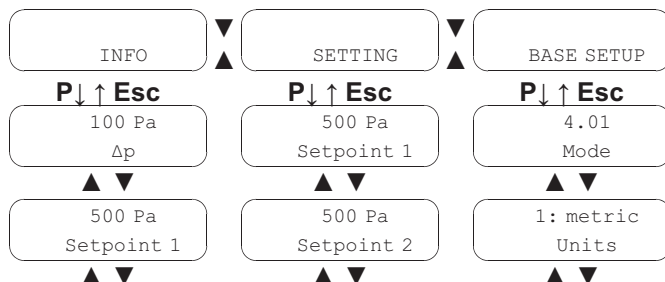 INFO
SETTING
BASE SETUP
P↓ ↑ Esc
P↓ ↑ Esc
P↓ ↑ Esc
100 Pa
Δp
500 Pa
Setpoint 1
4.01
Mode
500 Pa
Setpoint 1
500 Pa
Setpoint 2
1: metric
Units